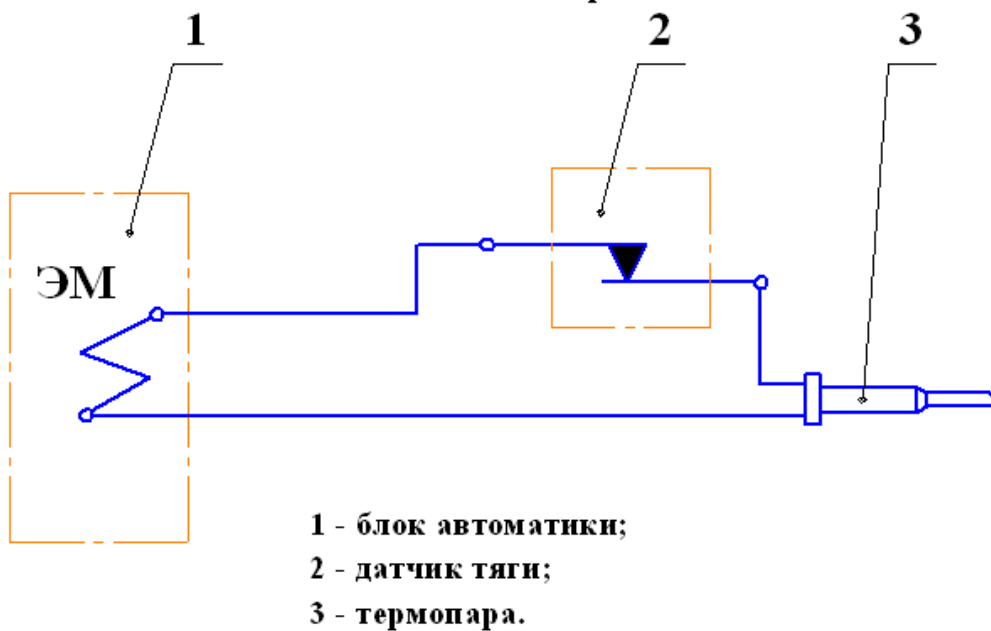 1 2 3
ЭМ
1 - блок автоматики;
2 - датчик тяги;
3 - термопара.